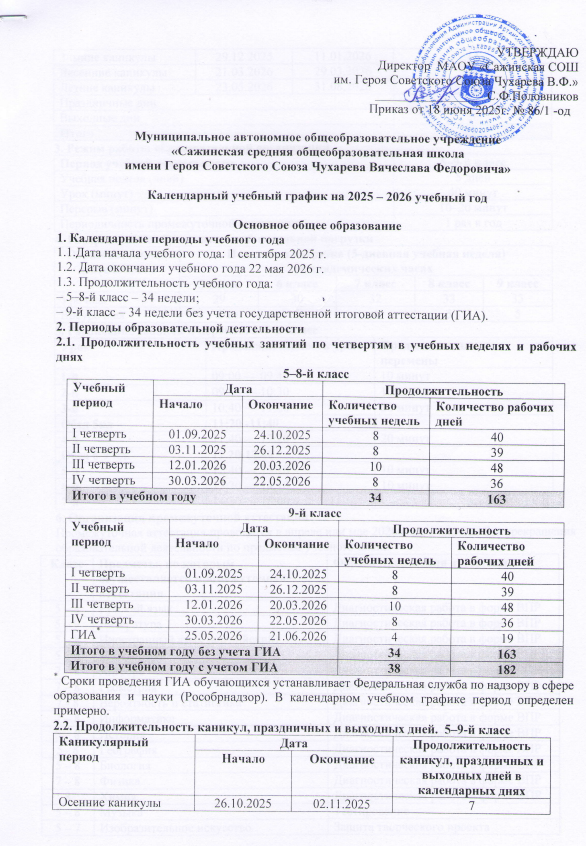 УТВЕРЖДАЮ
Директор МАОУ «Сажинская СОШ
им. Героя Советского Союза Чухарева В.Ф.»
С.Ф.Половников
Приказ от 18 июня 2025г. № 86/1 -од
Муниципальное автономное общеобразовательное учреждение
«Сажинская средняя общеобразовательная школа
имени Героя Советского Союза Чухарева Вячеслава Федоровича»
Календарный учебный график на 2025 – 2026 учебный год
Основное общее образование
1. Календарные периоды учебного года
1.1.Дата начала учебного года: 1 сентября 2025 г.
1.2. Дата окончания учебного года 22 мая 2026 г.
1.3. Продолжительность учебного года:
– 5–8-й класс – 34 недели;
– 9-й класс – 34 недели без учета государственной итоговой аттестации (ГИА).
2. Периоды образовательной деятельности
2.1. Продолжительность учебных занятий по четвертям в учебных неделях и рабочих
днях
5–8-й класс
Учебный период Дата Продолжительность
Начало Окончание Количество учебных недель Количество рабочих дней
I четверть 01.09.2025 24.10.2025 8 40
II четверть 03.11.2025 26.12.2025 8 39
III четверть 12.01.2026 20.03.2026 10 48
IV четверть 30.03.2026 22.05.2026 8 36
Итого в учебном году 34 163
9-й класс
Учебный период Дата Продолжительность
Начало Окончание Количество учебных недель Количество рабочих дней
I четверть 01.09.2025 24.10.2025 8 40
II четверть 03.11.2025 26.12.2025 8 39
III четверть 12.01.2026 20.03.2026 10 48
IV четверть 30.03.2026 22.05.2026 8 36
ГИА* 25.05.2026 21.06.2026 4 19
Итого в учебном году без учета ГИА 34 163
Итого в учебном году с учетом ГИА 38 182
* Сроки проведения ГИА обучающихся устанавливает Федеральная служба по надзору в сфере
образования и науки (Рособрнадзор). В календарном учебном графике период определен
примерно.
2.2. Продолжительность каникул, праздничных и выходных дней. 5–9-й класс
Каникулярный период Дата Продолжительность каникул, праздничных и выходных дней в календарных днях
Начало Окончание
Осенние каникулы 26.10.2025 02.11.2025 7